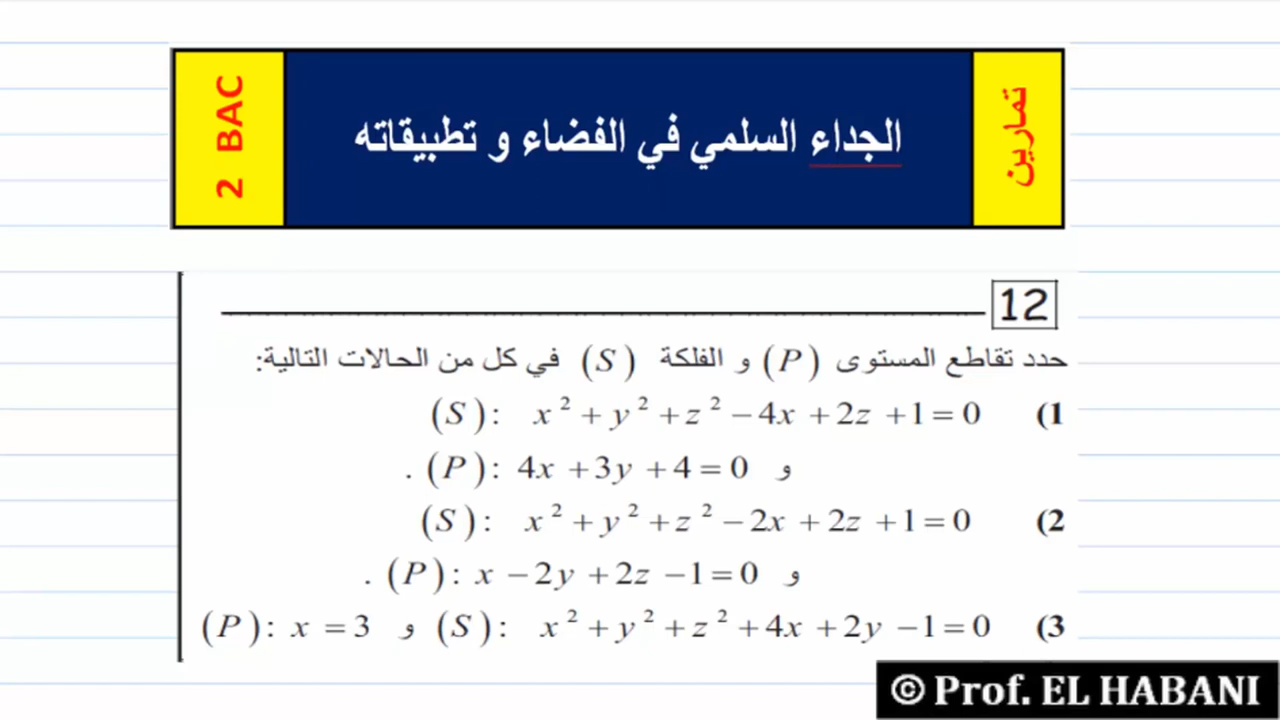 تمارين
الجداء السلمي في الفضاء و تطبيقاته
2 BAC
12
حدد تقاطع المستوى (P) و الفلكة (S) في كل من الحالات التالية:
(1 (S): x² + y² + z² − 4x + 2z + 1 = 0
و (P): 4x + 3y + 4 = 0 .
(2 (S): x² + y² + z² − 2x + 2z + 1 = 0
و (P): x − 2y + 2z − 1 = 0 .
(3 (S): x² + y² + z² + 4x + 2y − 1 = 0 و (P): x = 3
© Prof. EL HABANI